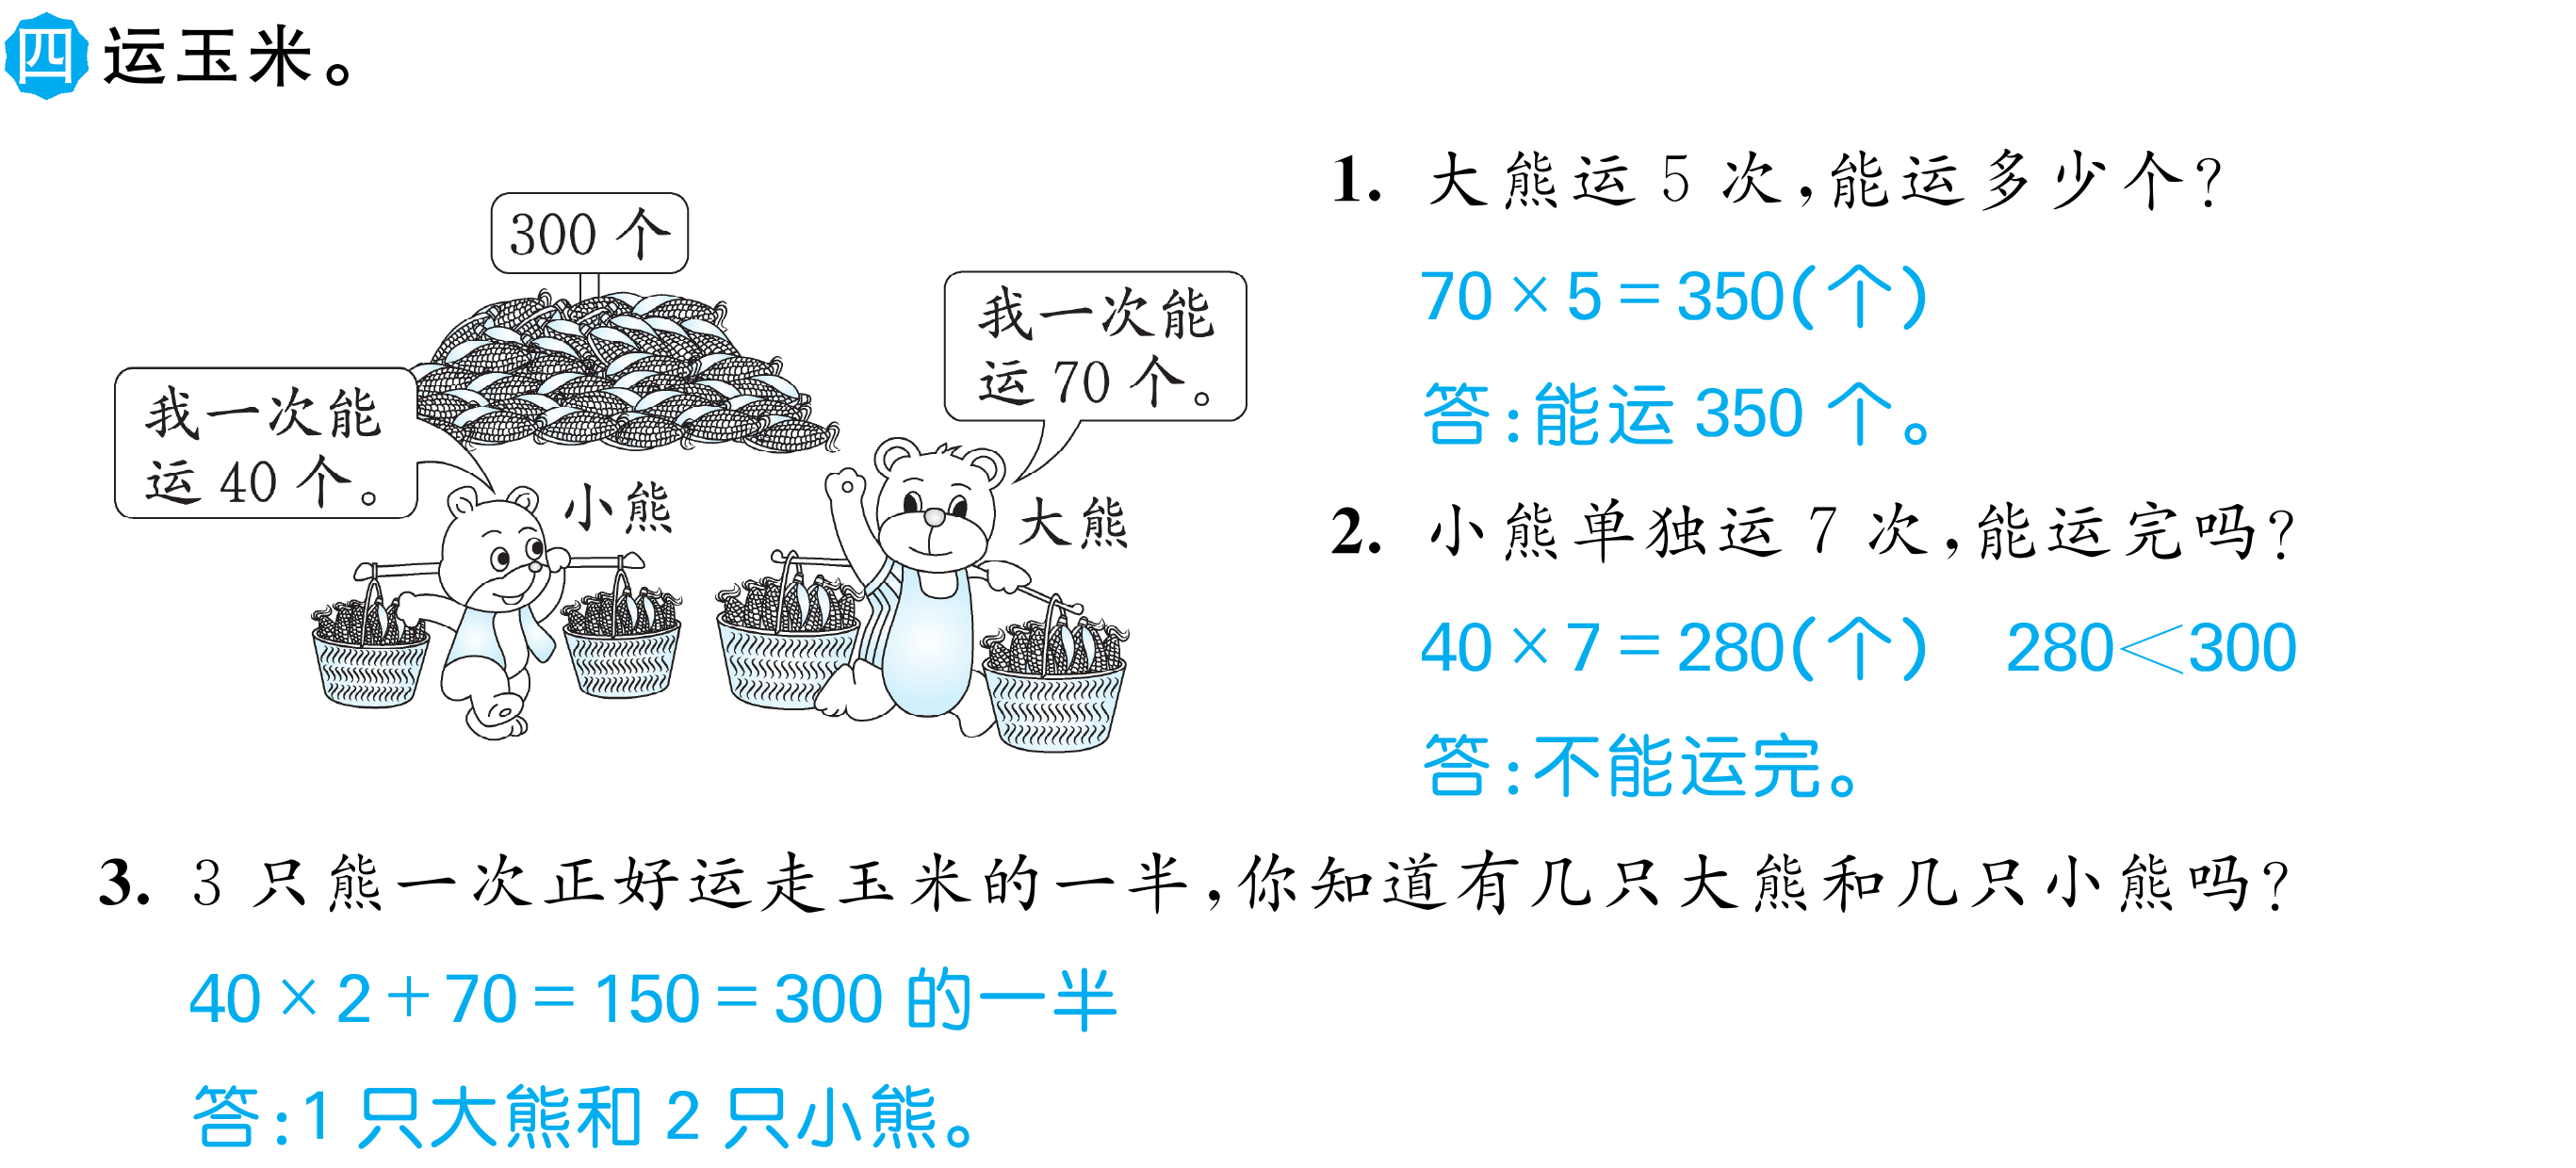 四 运玉米。
300 个
我一次能
运 70 个。
我一次能
运 40 个。
小熊
大熊
1. 大熊运 5 次,能运多少个?
70×5=350(个)
答:能运 350 个。
2. 小熊单独运 7 次,能运完吗?
40×7=280(个) 280<300
答:不能运完。
3. 3 只熊一次正好运走玉米的一半,你知道有几只大熊和几只小熊吗?
40×2+70=150=300 的一半
答:1 只大熊和 2 只小熊。